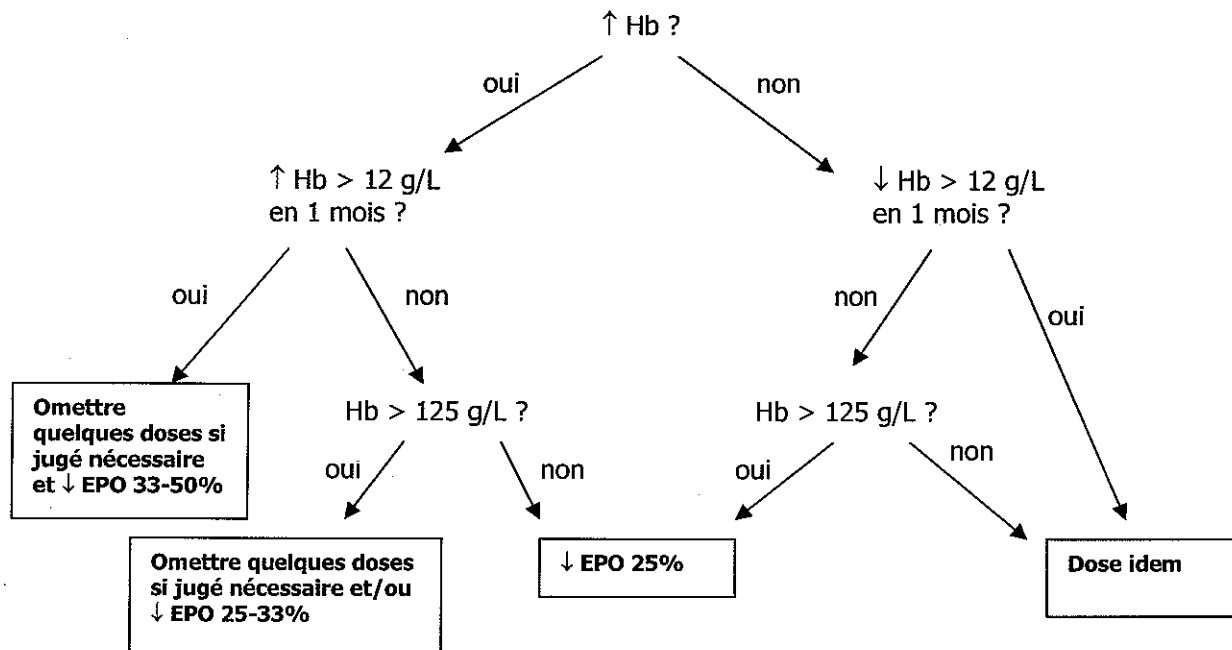 ↑ Hb ?
oui
non
↑ Hb > 12 g/L
en 1 mois ?
↓ Hb > 12 g/L
en 1 mois ?
oui
non
non
oui
Omettre
quelques doses si
jugé nécessaire
et ↓ EPO 33-50%
Hb > 125 g/L ?
Hb > 125 g/L ?
oui
non
oui
non
Omettre quelques doses
si jugé nécessaire et/ou
↓ EPO 25-33%
↓ EPO 25%
Dose idem